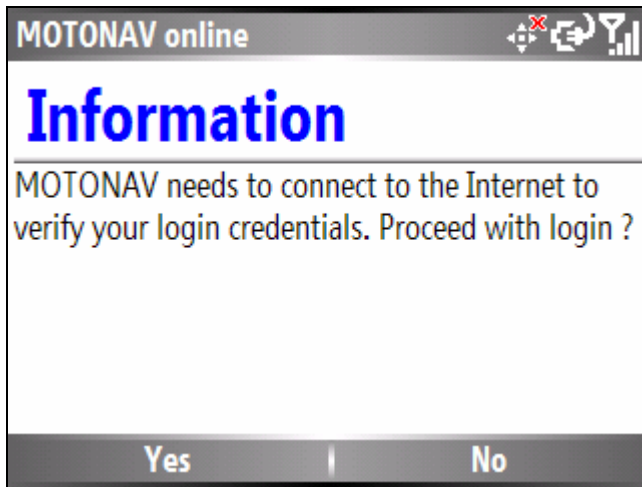 MOTONAV online
Information
MOTONAV needs to connect to the Internet to
verify your login credentials. Proceed with login ?
Yes
No